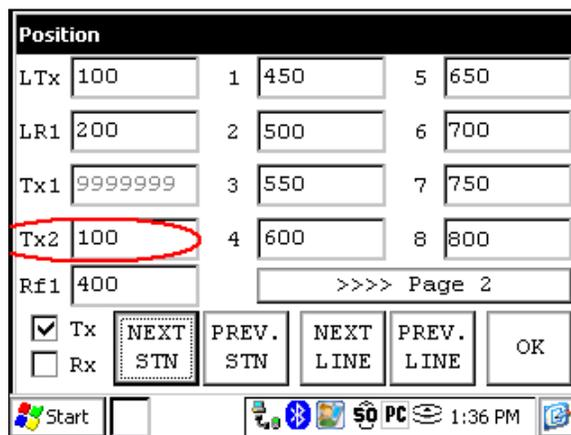 Position
LTx 100 1 450 5 650
LR1 200 2 500 6 700
Tx1 9999999 3 550 7 750
Tx2 100 4 600 8 800
Rf1 400 >>>> Page 2
Tx NEXT STN PREV. STN NEXT LINE PREV. LINE OK
Rx
Start PC 1:36 PM